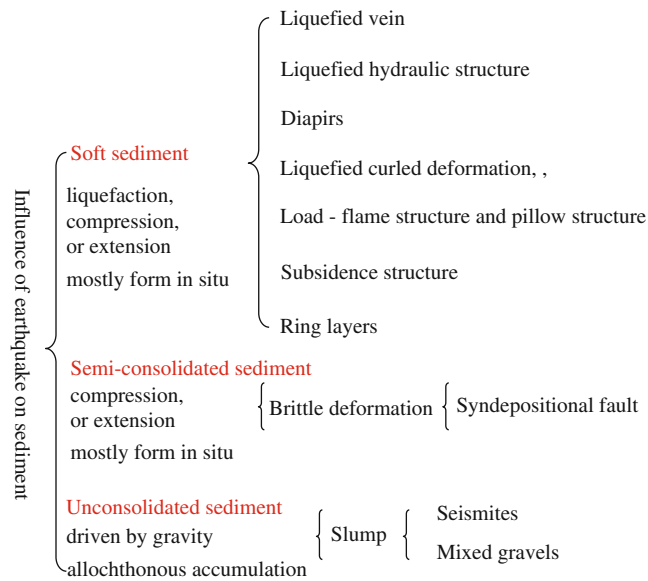 Influence of earthquake on sediment
Soft sediment
liquefaction,
compression,
or extension
mostly form in situ
Liquefied vein
Liquefied hydraulic structure
Diapirs
Liquefied curled deformation, ,
Load - flame structure and pillow structure
Subsidence structure
Ring layers
Semi-consolidated sediment
compression,
or extension
mostly form in situ
Brittle deformation
Syndepositional fault
Unconsolidated sediment
driven by gravity
allochthonous accumulation
Slump
Seismites
Mixed gravels